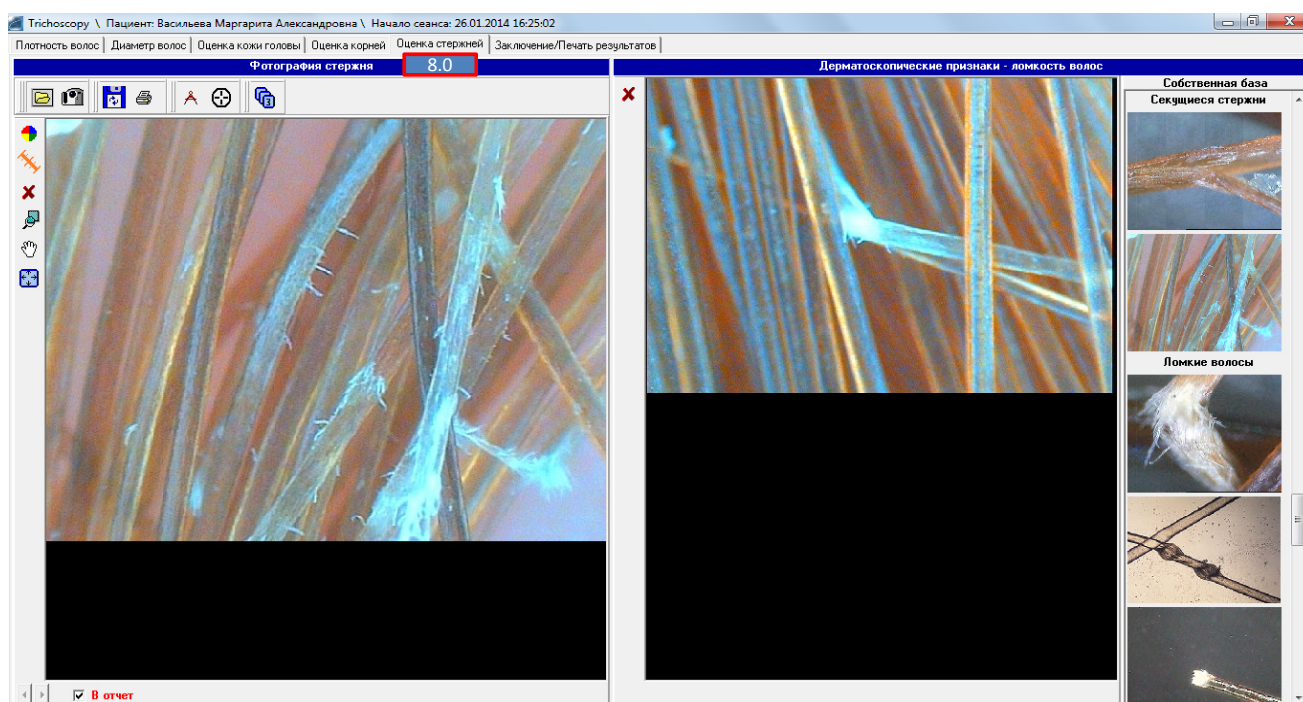 Trichoscopy \ Пациент: Васильева Маргарита Александровна \ Начало сеанса: 26.01.2014 16:25:02
Плотность волос Диаметр волос Оценка кожи головы Оценка корней Оценка стержней Заключение/Печать результатов
Фотография стержня
8.0
Дерматоскопические признаки - ломкость волос
Собственная база
Секущиеся стержни
Ломкие волосы
В отчет